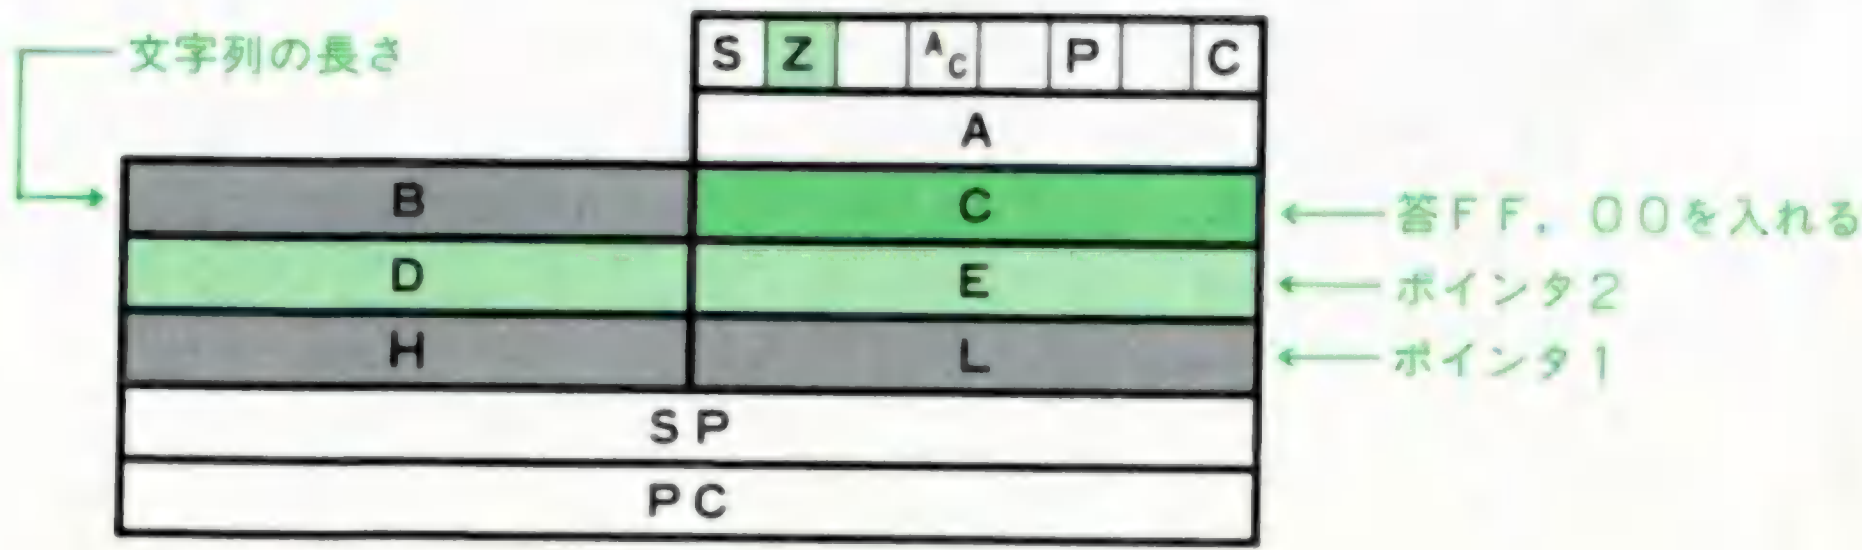 文字列の長さ
S Z Ac P C
A
B C
答FF，00を入れる
D E
ポインタ2
H L
ポインタ1
SP
PC